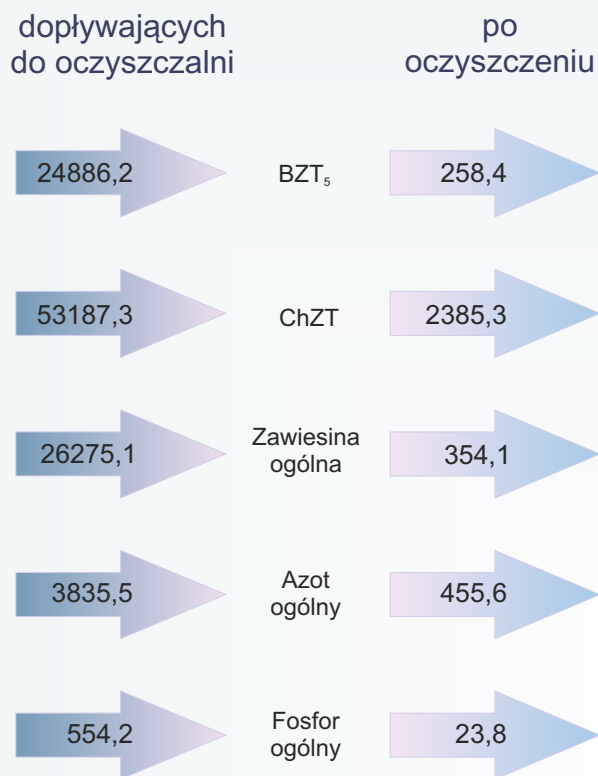 dopływających
do oczyszczalni
po
oczyszczeniu
24886,2
BZT₅
258,4
53187,3
ChZT
2385,3
26275,1
Zawiesina
ogólna
354,1
3835,5
Azot
ogólny
455,6
554,2
Fosfor
ogólny
23,8